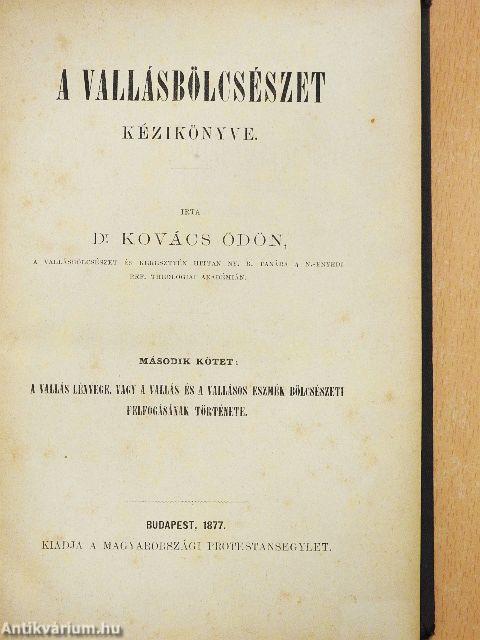 A VALLÁSBÖLCSÉSZET
KÉZIKÖNYVE.
IRTA
Dr. KOVÁCS ÖDÖN,
A VALLÁSBÖLCSÉSZET ÉS KERESZTYÉN HITTAN NY. R. TANÁRA A N.-ENYEDI
REF. THEOLOGIAI AKADÉMIÁN.
MÁSODIK KÖTET:
A VALLÁS LÉNYEGE, VAGY A VALLÁS ÉS A VALLÁSOS ESZMÉK BÖLCSÉSZETI
FELFOGÁSÁNAK TÖRTÉNETE.
BUDAPEST, 1877.
KIADJA A MAGYARORSZÁGI PROTESTANSEGYLET.
Antikvárium.hu